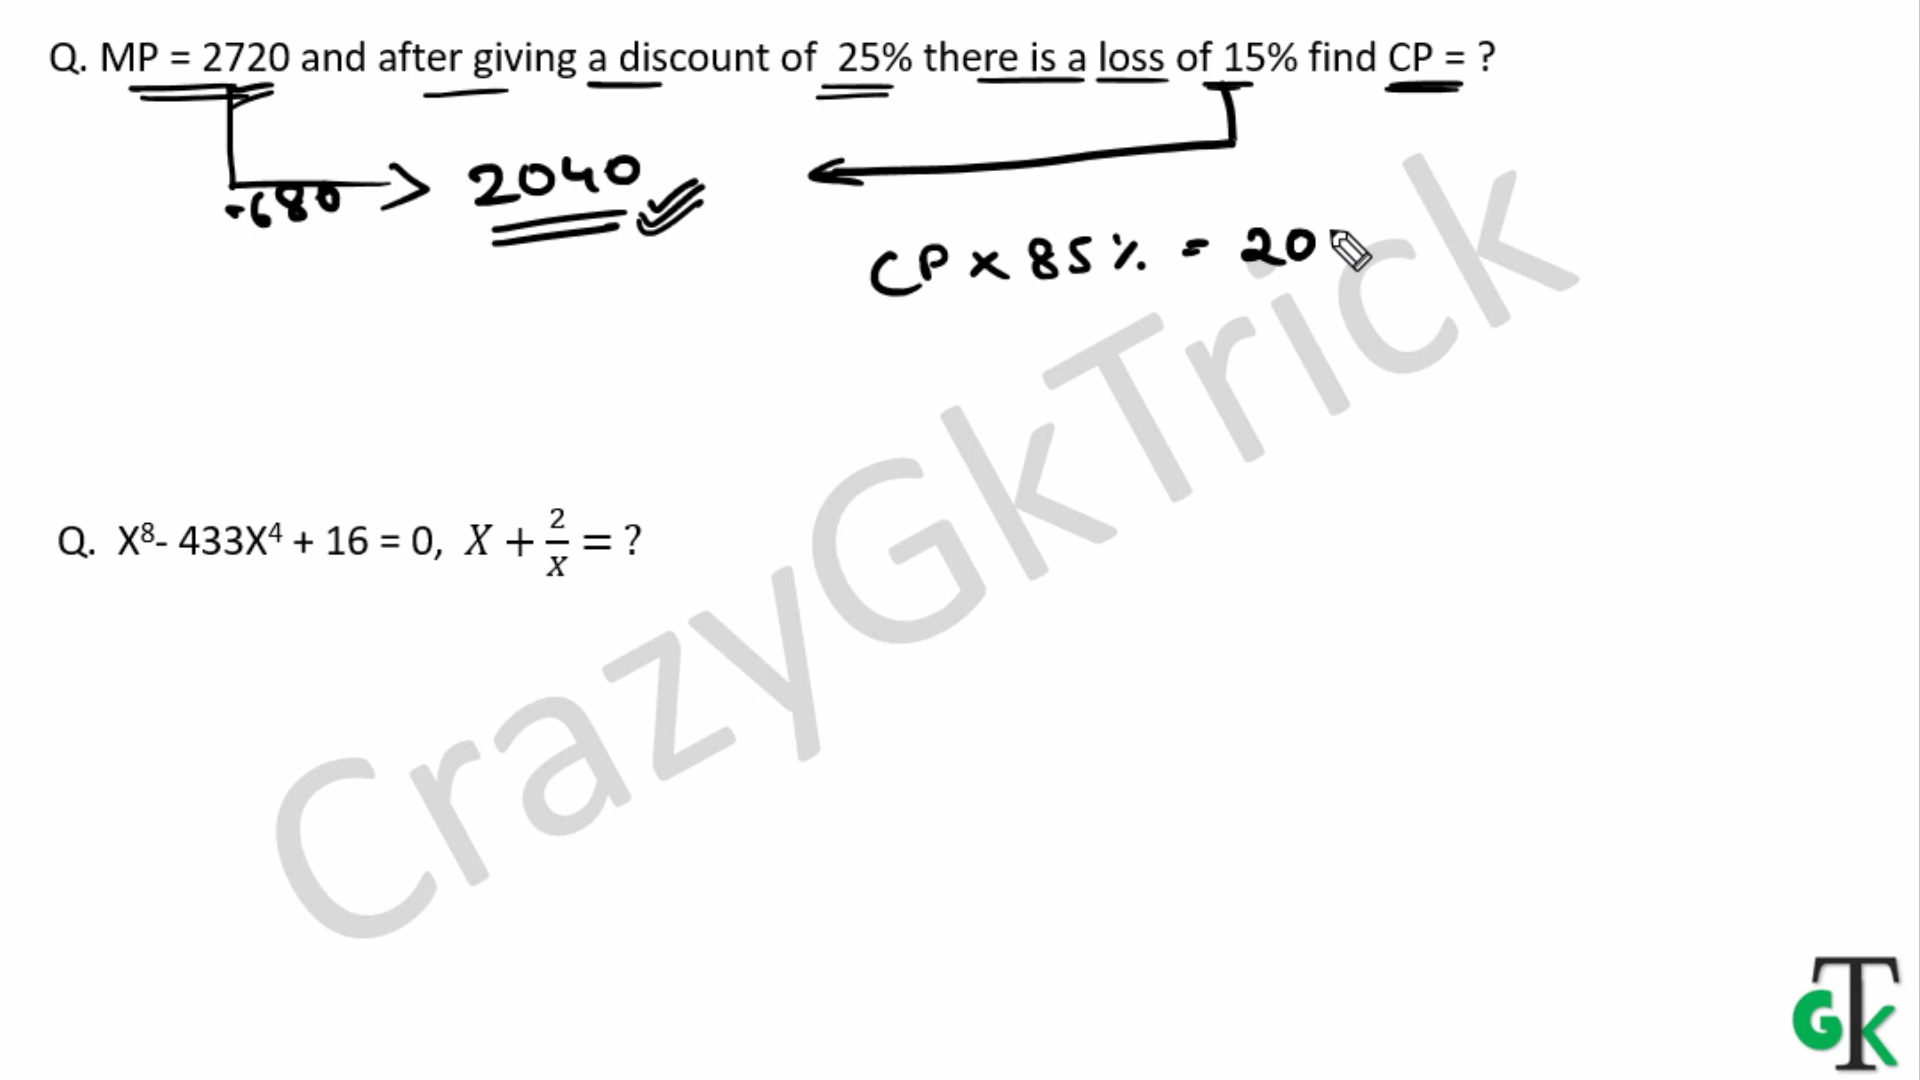 Q. MP = 2720 and after giving a discount of 25% there is a loss of 15% find CP = ?
-680 2040
CP x 85% = 20
Q. X⁸- 433X⁴ + 16 = 0, X + 2/X = ?
CrazyGkTrick
GTK